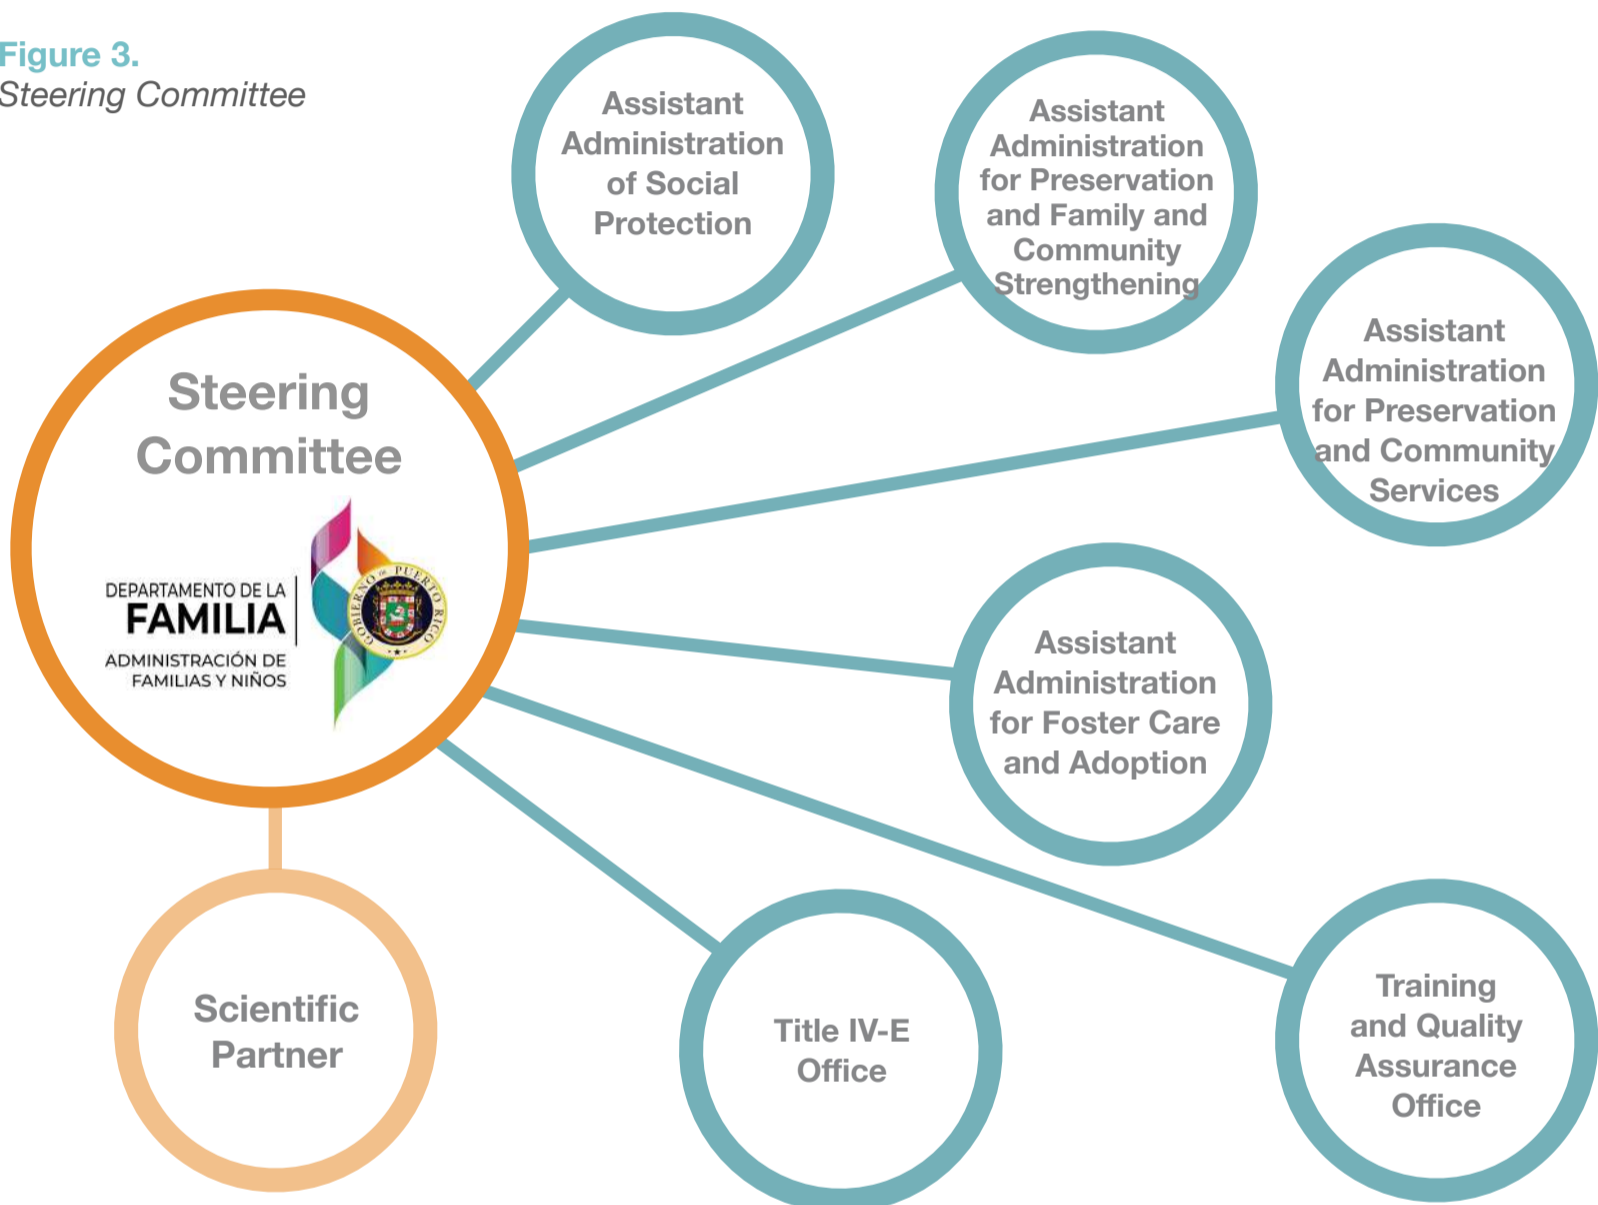 Figure 3.
Steering Committee
Assistant
Administration
of Social
Protection
Assistant
Administration
for Preservation
and Family and
Community
Strengthening
Assistant
Administration
for Preservation
and Community
Services
Steering
Committee
DEPARTAMENTO DE LA
FAMILIA
ADMINISTRACIÓN DE
FAMILIAS Y NIÑOS
GOBIERNO DE PUERTO RICO
Assistant
Administration
for Foster Care
and Adoption
Scientific
Partner
Title IV-E
Office
Training
and Quality
Assurance
Office